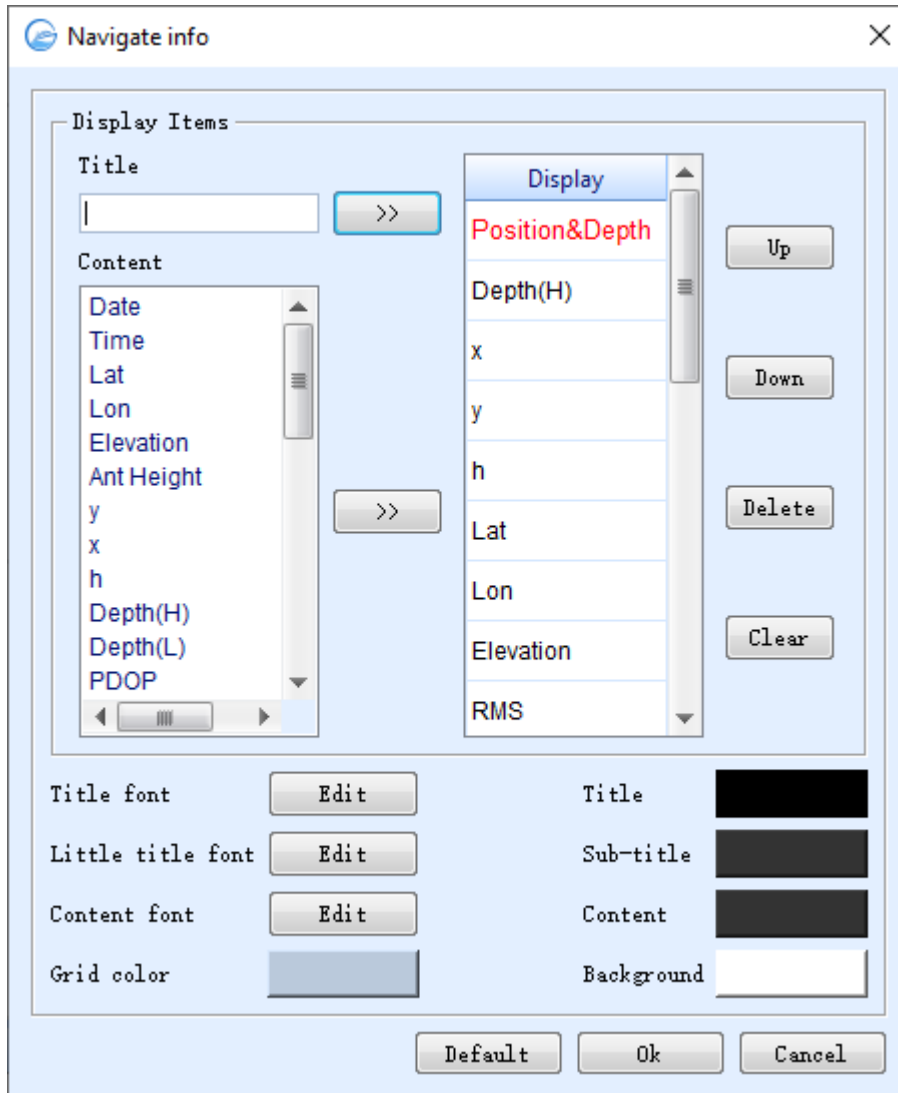 Navigate info
Display Items
Title
>>
Content
Date
Time
Lat
Lon
Elevation
Ant Height
y
x
h
Depth(H)
Depth(L)
PDOP
>>
Display
Position&Depth
Depth(H)
x
y
h
Lat
Lon
Elevation
RMS
Up
Down
Delete
Clear
Title font Edit Title
Little title font Edit Sub-title
Content font Edit Content
Grid color Background
Default Ok Cancel